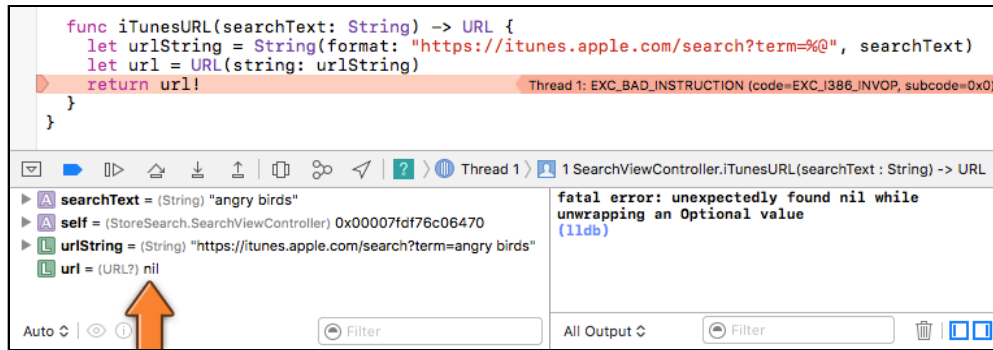 func iTunesURL(searchText: String) -> URL {
let urlString = String(format: "https://itunes.apple.com/search?term=%@", searchText)
let url = URL(string: urlString)
return url!
Thread 1: EXC_BAD_INSTRUCTION (code=EXC_I386_INVOP, subcode=0x0)
}
}
? Thread 1 1 SearchViewController.iTunesURL(searchText : String) -> URL
A searchText = (String) "angry birds"
A self = (StoreSearch.SearchViewController) 0x00007fdf76c06470
L urlString = (String) "https://itunes.apple.com/search?term=angry birds"
L url = (URL?) nil
fatal error: unexpectedly found nil while
unwrapping an Optional value
(lldb)
Auto Filter All Output Filter